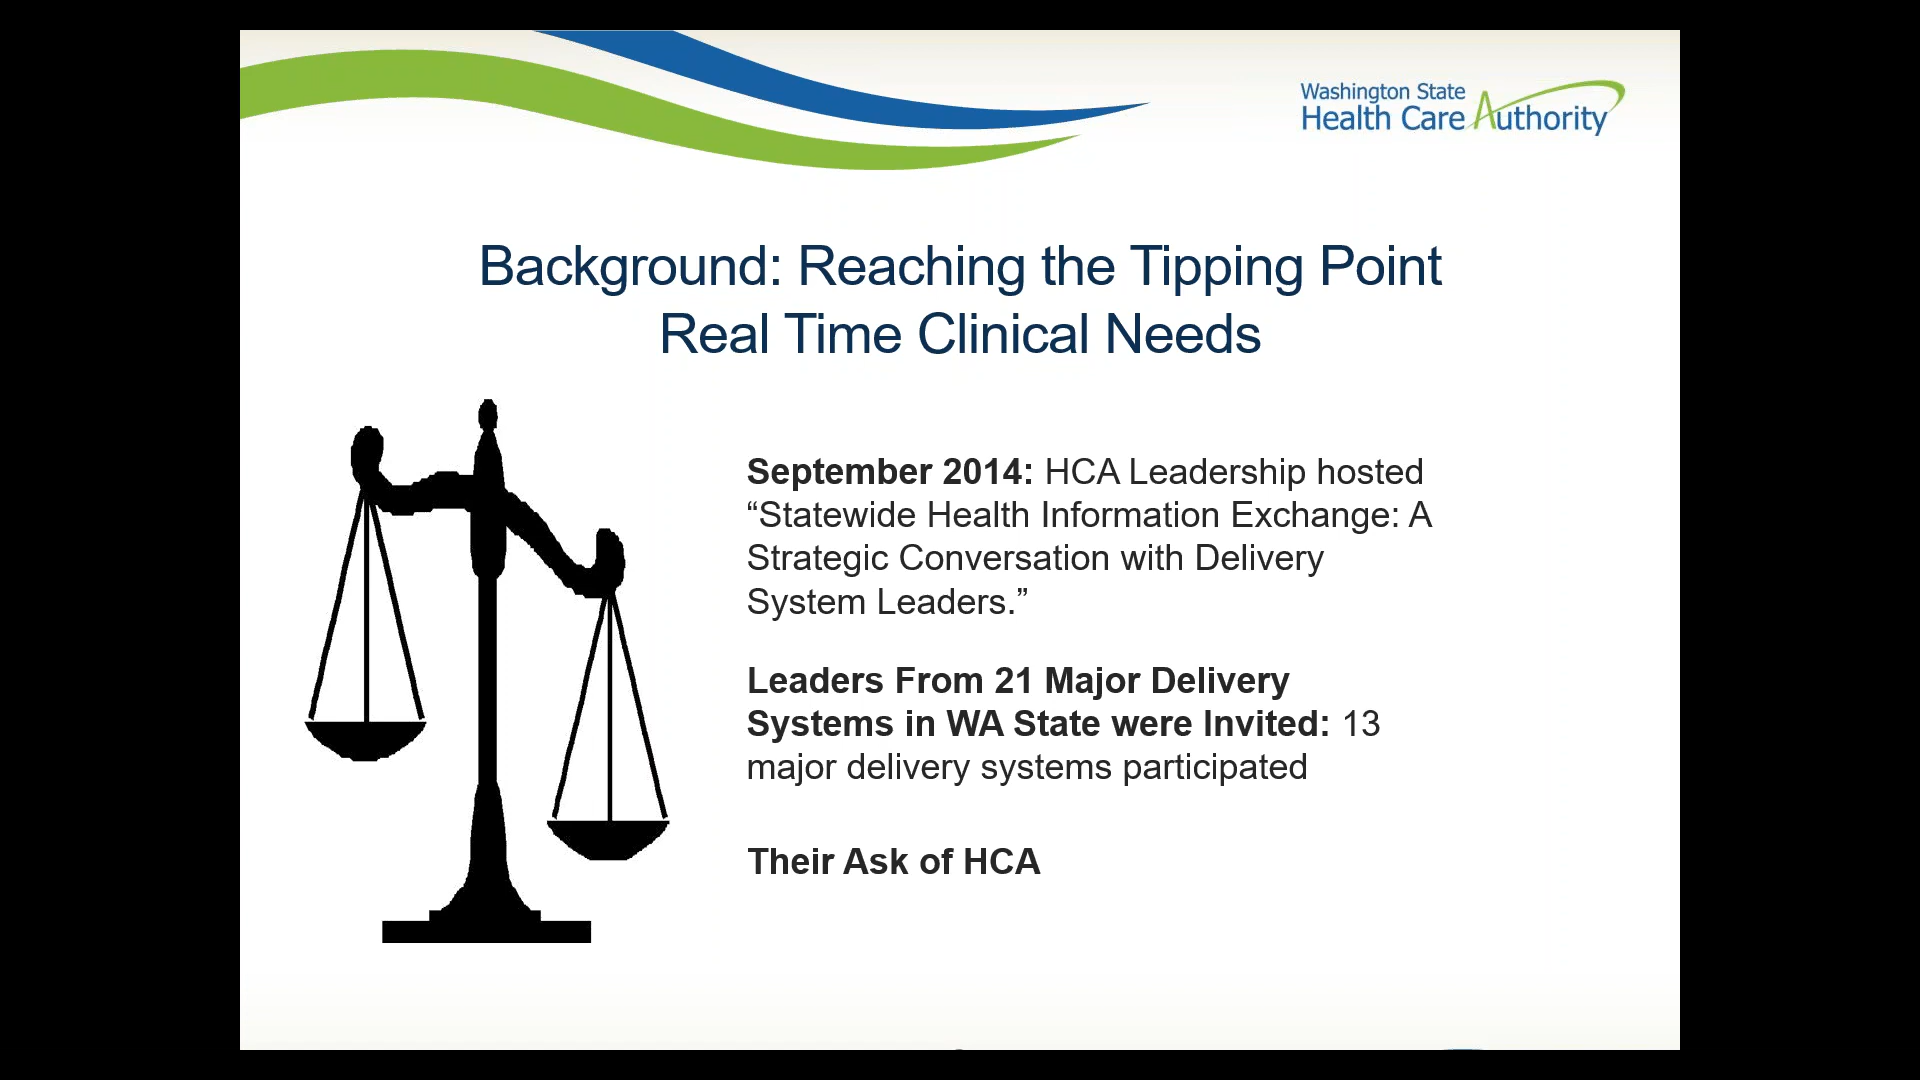 Washington State
Health Care Authority
Background: Reaching the Tipping Point
Real Time Clinical Needs
September 2014: HCA Leadership hosted
“Statewide Health Information Exchange: A
Strategic Conversation with Delivery
System Leaders.”
Leaders From 21 Major Delivery
Systems in WA State were Invited: 13
major delivery systems participated
Their Ask of HCA